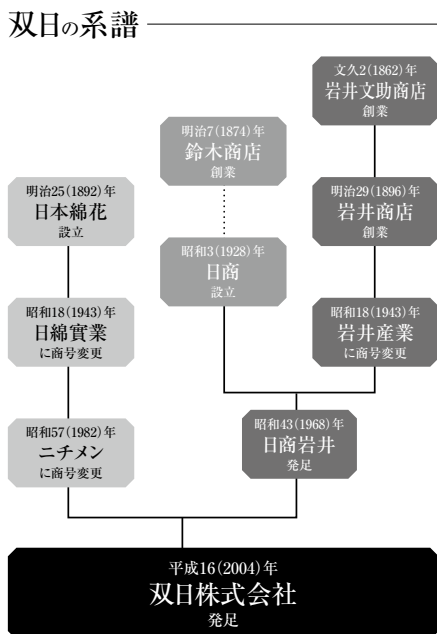 双日の系譜
文久2(1862)年
岩井文助商店
創業
明治7(1874)年
鈴木商店
創業
明治25(1892)年
日本綿花
設立
明治29(1896)年
岩井商店
創業
昭和3(1928)年
日商
設立
昭和18(1943)年
日綿實業
に商号変更
昭和18(1943)年
岩井産業
に商号変更
昭和57(1982)年
ニチメン
に商号変更
昭和43(1968)年
日商岩井
発足
平成16(2004)年
双日株式会社
発足